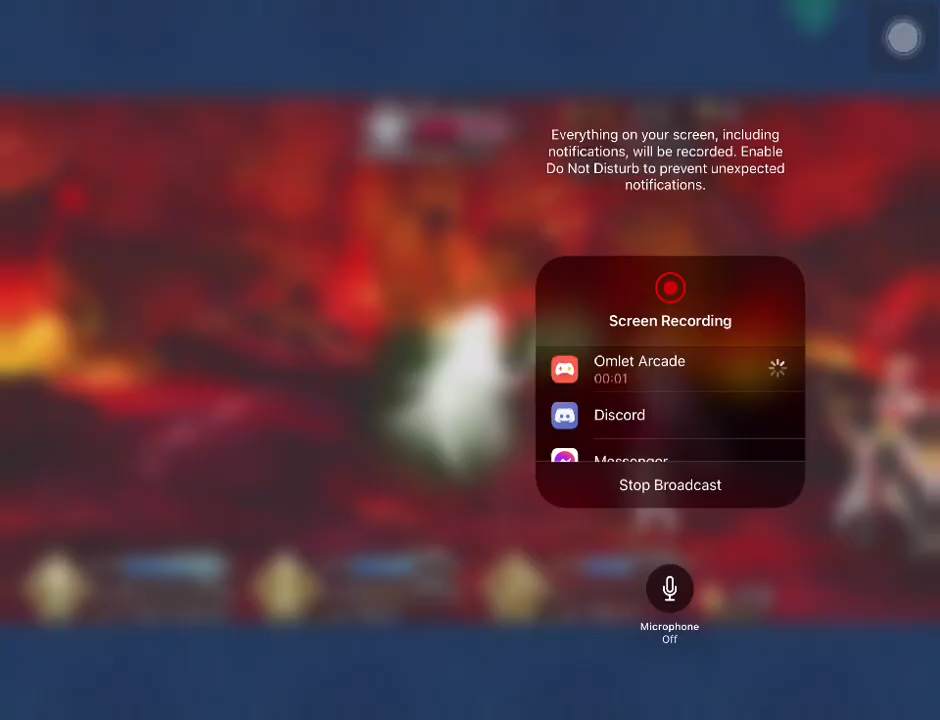 Everything on your screen, including
notifications, will be recorded. Enable
Do Not Disturb to prevent unexpected
notifications.
Screen Recording
Omlet Arcade
00:01
Discord
Messenger
Stop Broadcast
Microphone
Off